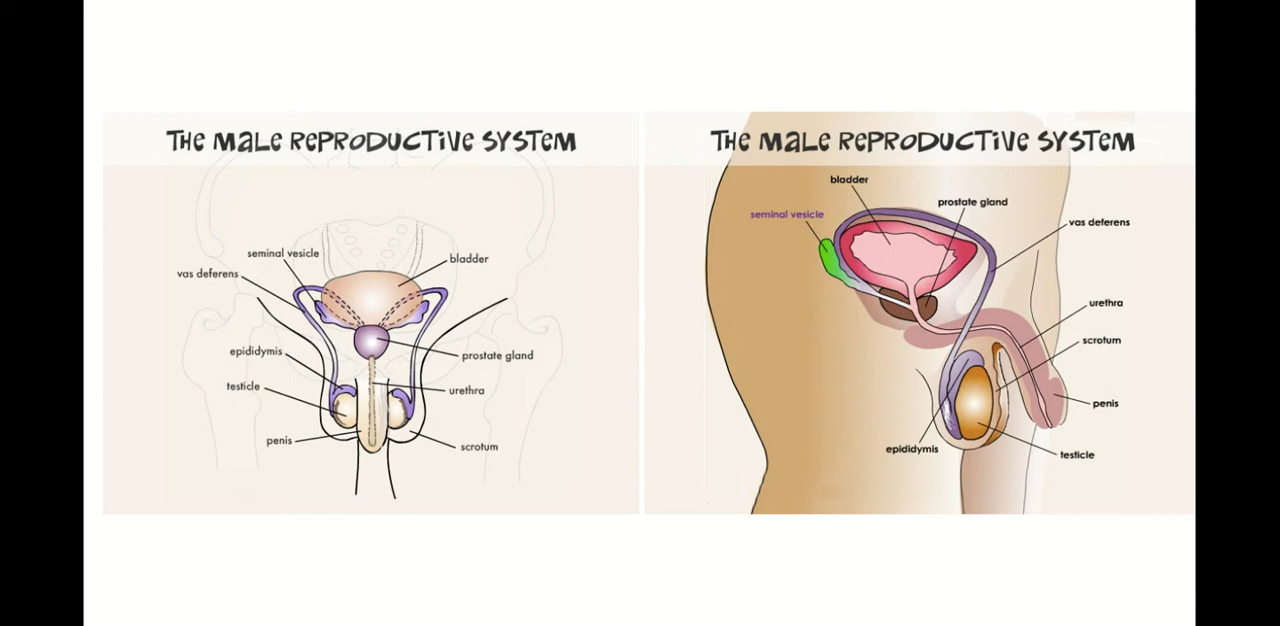 THE MALE REPRODUCTIVE SYSTEM
seminal vesicle
bladder
vas deferens
epididymis
prostate gland
testicle
urethra
penis
scrotum
THE MALE REPRODUCTIVE SYSTEM
bladder
prostate gland
seminal vesicle
vas deferens
urethra
scrotum
penis
epididymis
testicle